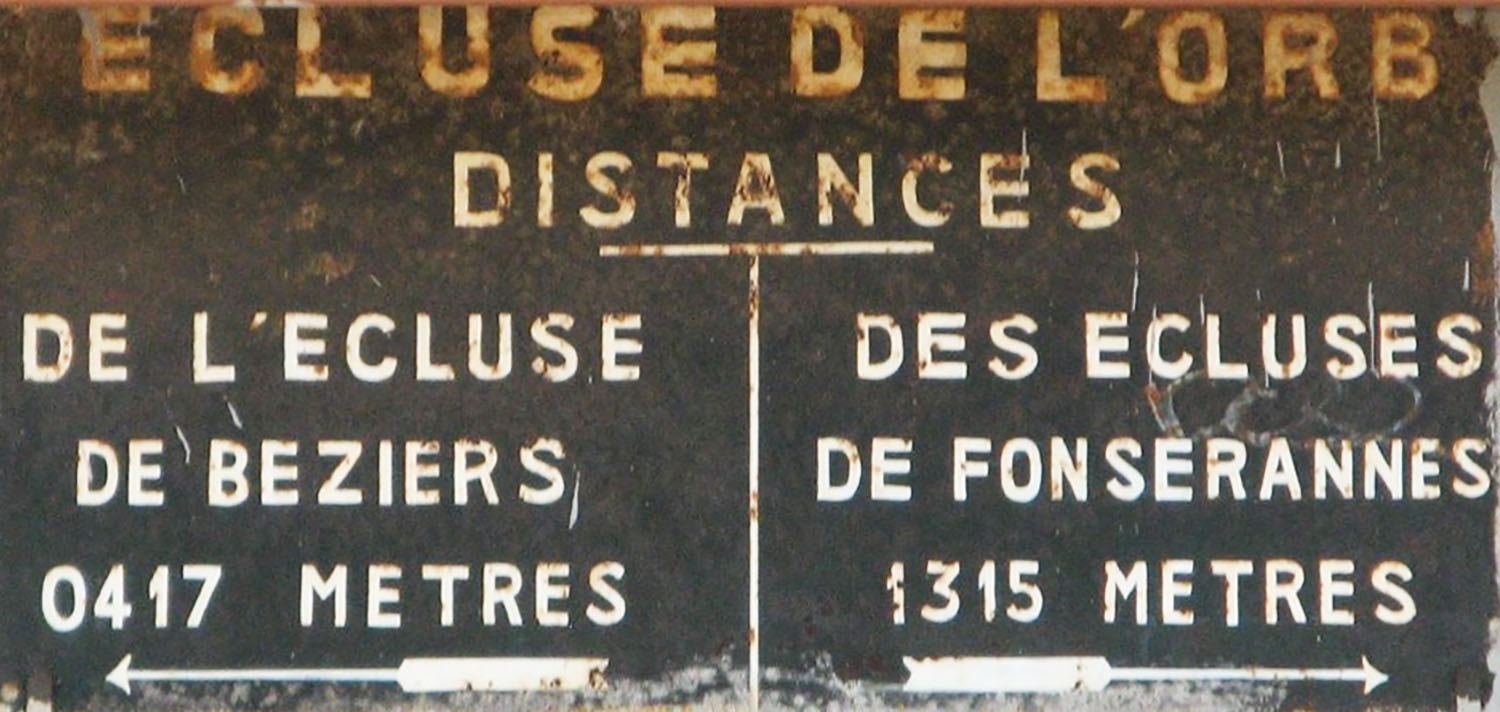 ECLUSE DE L'ORB
DISTANCES
DE L'ECLUSE
DE BEZIERS
0417 METRES
DES ECLUSES
DE FONSERANNES
1315 METRES